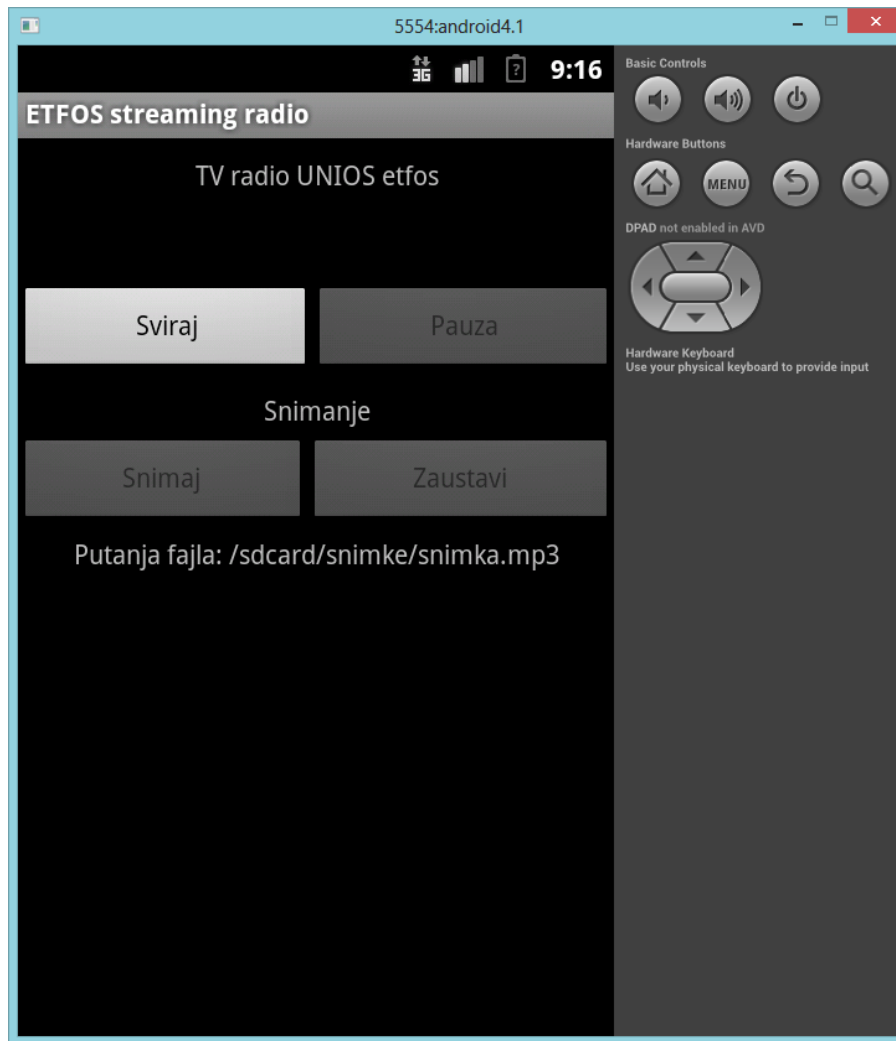 5554:android4.1
3G ? 9:16
ETFOS streaming radio
TV radio UNIOS etfos
Sviraj Pauza
Snimanje
Snimaj Zaustavi
Putanja fajla: /sdcard/snimke/snimka.mp3
Basic Controls
Hardware Buttons
MENU
DPAD not enabled in AVD
Hardware Keyboard
Use your physical keyboard to provide input